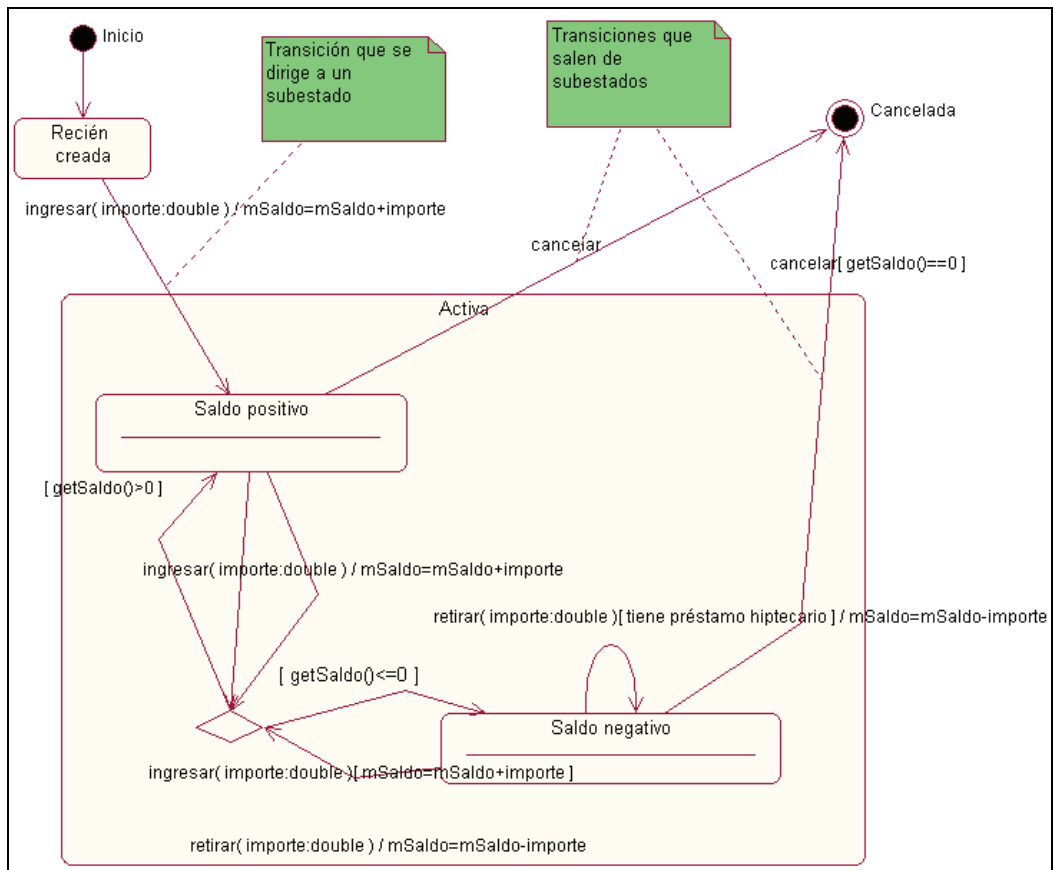 Inicio
Transición que se
dirige a un
subestado
Transiciones que
salen de
subestados
Cancelada
Recién
creada
ingresar( importe:double ) / mSaldo=mSaldo+importe
cancelar
cancelar[ getSaldo()==0 ]
Activa
Saldo positivo
[ getSaldo()>0 ]
ingresar( importe:double ) / mSaldo=mSaldo+importe
retirar( importe:double )[ tiene préstamo hiptecario ] / mSaldo=mSaldo-importe
[ getSaldo()<=0 ]
Saldo negativo
ingresar( importe:double )[ mSaldo=mSaldo+importe ]
retirar( importe:double ) / mSaldo=mSaldo-importe